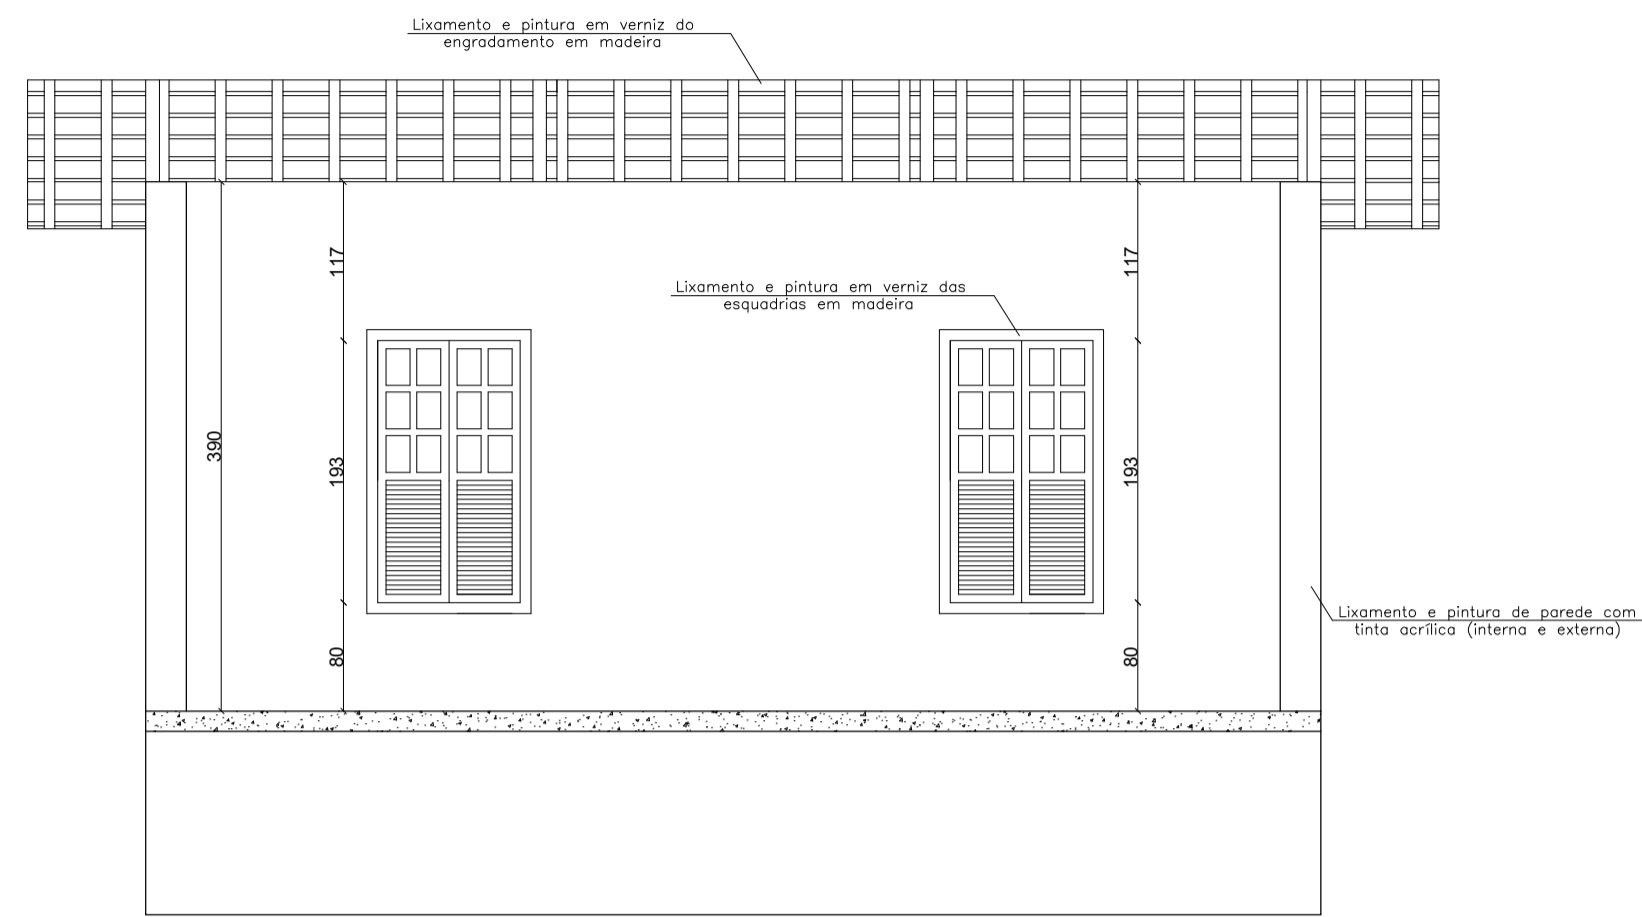 Lixamento e pintura em verniz do
engradamento em madeira
117
117
Lixamento e pintura em verniz das
esquadrias em madeira
390
193
193
Lixamento e pintura de parede com
tinta acrílica (interna e externa)
80
80